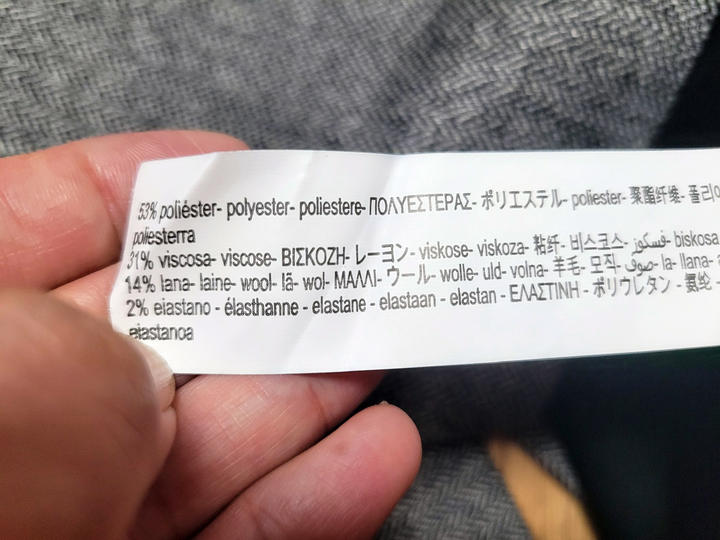 53% poliéster- polyester- poliestere- ΠΟΛΥΕΣΤΕΡΑΣ- ポリエステル- poliester- 聚酯纤维- 폴리
poliesterra
31% viscosa- viscose- ΒΙΣΚΟΖΗ- レーヨン- viskose- viskoza- 粘纤- 비스코스- فسكوز- biskosa
14% lana- laine- wool- lã- wol- ΜΑΛΛΙ- ウール- wolle- uld- volna- 羊毛- 모직- صوف- la- llana-
2% elastano - élasthanne - elastane - elastaan - elastan - ΕΛΑΣΤΙΝΗ - ポリウレタン - 氨纶 -
elastanoa